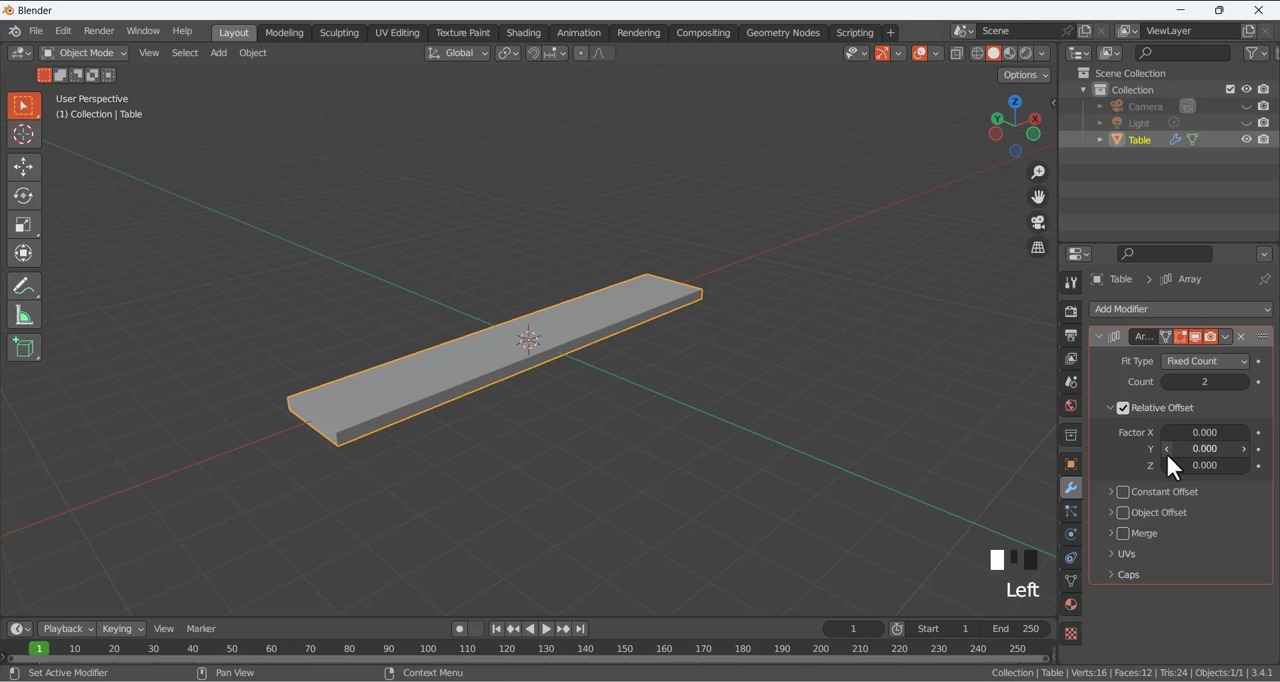 Blender
File Edit Render Window Help Layout Modeling Sculpting UV Editing Texture Paint Shading Animation Rendering Compositing Geometry Nodes Scripting + Scene ViewLayer
Object Mode View Select Add Object Global
Options
User Perspective
(1) Collection | Table
Z
Y X
Scene Collection
Collection
Camera
Light
Table
Table > Array
Add Modifier
Ar...
Fit Type Fixed Count
Count 2
Relative Offset
Factor X 0.000
Y 0.000
Z 0.000
Constant Offset
Object Offset
Merge
UVs
Caps
Left
Playback Keying View Marker 1 Start 1 End 250
1 10 20 30 40 50 60 70 80 90 100 110 120 130 140 150 160 170 180 190 200 210 220 230 240 250
Set Active Modifier Pan View Context Menu Collection | Table | Verts:16 | Faces:12 | Tris:24 | Objects:1/1 | 3.4.1